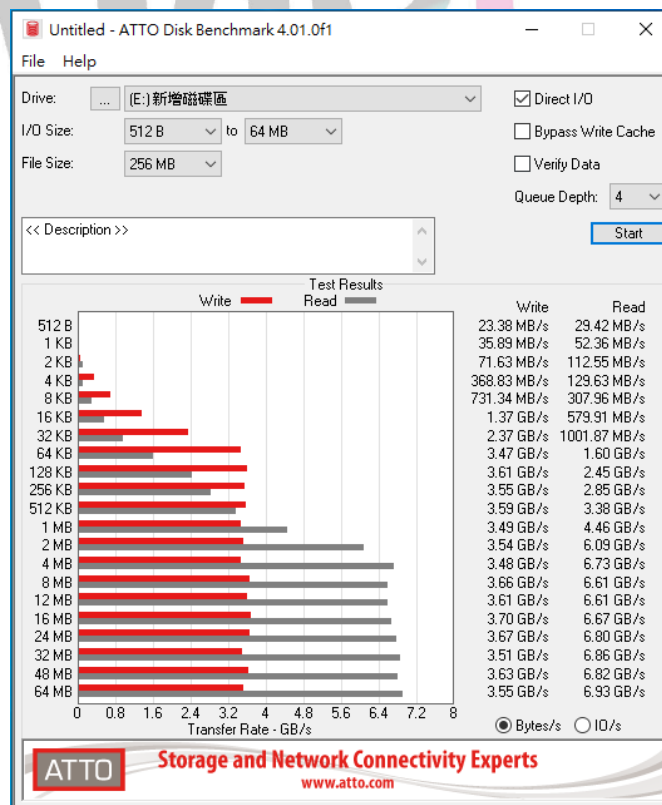 Untitled - ATTO Disk Benchmark 4.01.0f1
File Help
Drive: ... (E:)新增磁碟區
Direct I/O
I/O Size: 512 B to 64 MB
Bypass Write Cache
File Size: 256 MB
Verify Data
Queue Depth: 4
<< Description >>
Start
Test Results
Write Read
Write Read
512 B 23.38 MB/s 29.42 MB/s
1 KB 35.89 MB/s 52.36 MB/s
2 KB 71.63 MB/s 112.55 MB/s
4 KB 368.83 MB/s 129.63 MB/s
8 KB 731.34 MB/s 307.96 MB/s
16 KB 1.37 GB/s 579.91 MB/s
32 KB 2.37 GB/s 1001.87 MB/s
64 KB 3.47 GB/s 1.60 GB/s
128 KB 3.61 GB/s 2.45 GB/s
256 KB 3.55 GB/s 2.85 GB/s
512 KB 3.59 GB/s 3.38 GB/s
1 MB 3.49 GB/s 4.46 GB/s
2 MB 3.54 GB/s 6.09 GB/s
4 MB 3.48 GB/s 6.73 GB/s
8 MB 3.66 GB/s 6.61 GB/s
12 MB 3.61 GB/s 6.61 GB/s
16 MB 3.70 GB/s 6.67 GB/s
24 MB 3.67 GB/s 6.80 GB/s
32 MB 3.51 GB/s 6.86 GB/s
48 MB 3.63 GB/s 6.82 GB/s
64 MB 3.55 GB/s 6.93 GB/s
0 0.8 1.6 2.4 3.2 4 4.8 5.6 6.4 7.2 8
Transfer Rate - GB/s
Bytes/s IO/s
ATTO
Storage and Network Connectivity Experts
www.atto.com